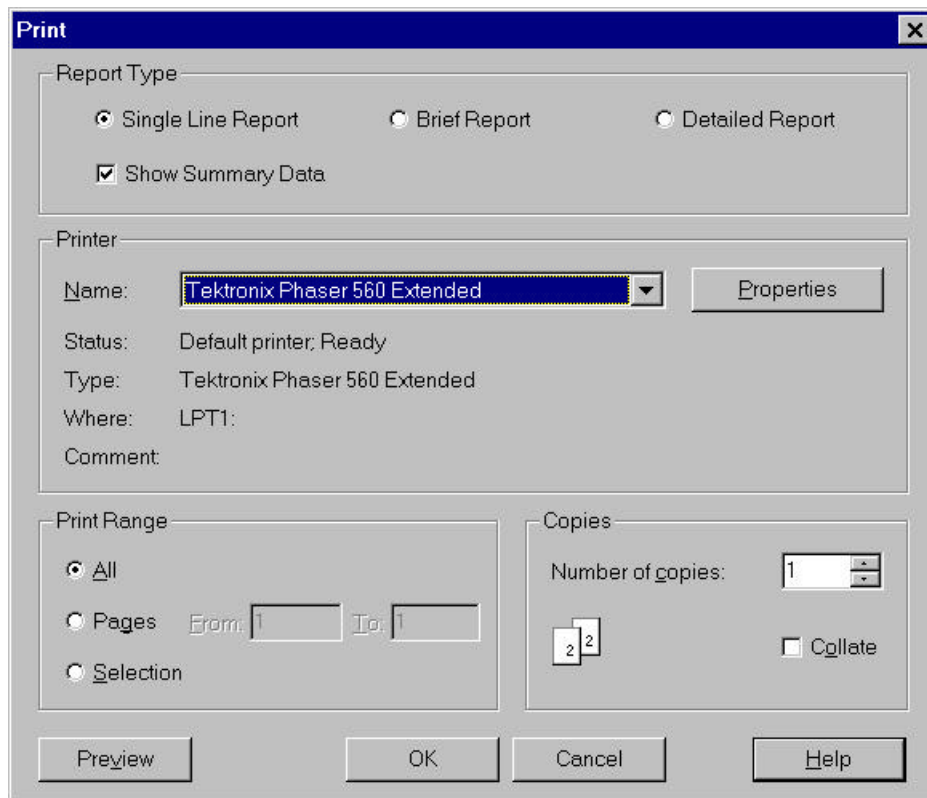 Print
Report Type
Single Line Report Brief Report Detailed Report
Show Summary Data
Printer
Name: Tektronix Phaser 560 Extended Properties
Status: Default printer; Ready
Type: Tektronix Phaser 560 Extended
Where: LPT1:
Comment:
Print Range Copies
All Number of copies: 1
Pages From: 1 To: 1
2 2 Collate
Selection
Preview OK Cancel Help